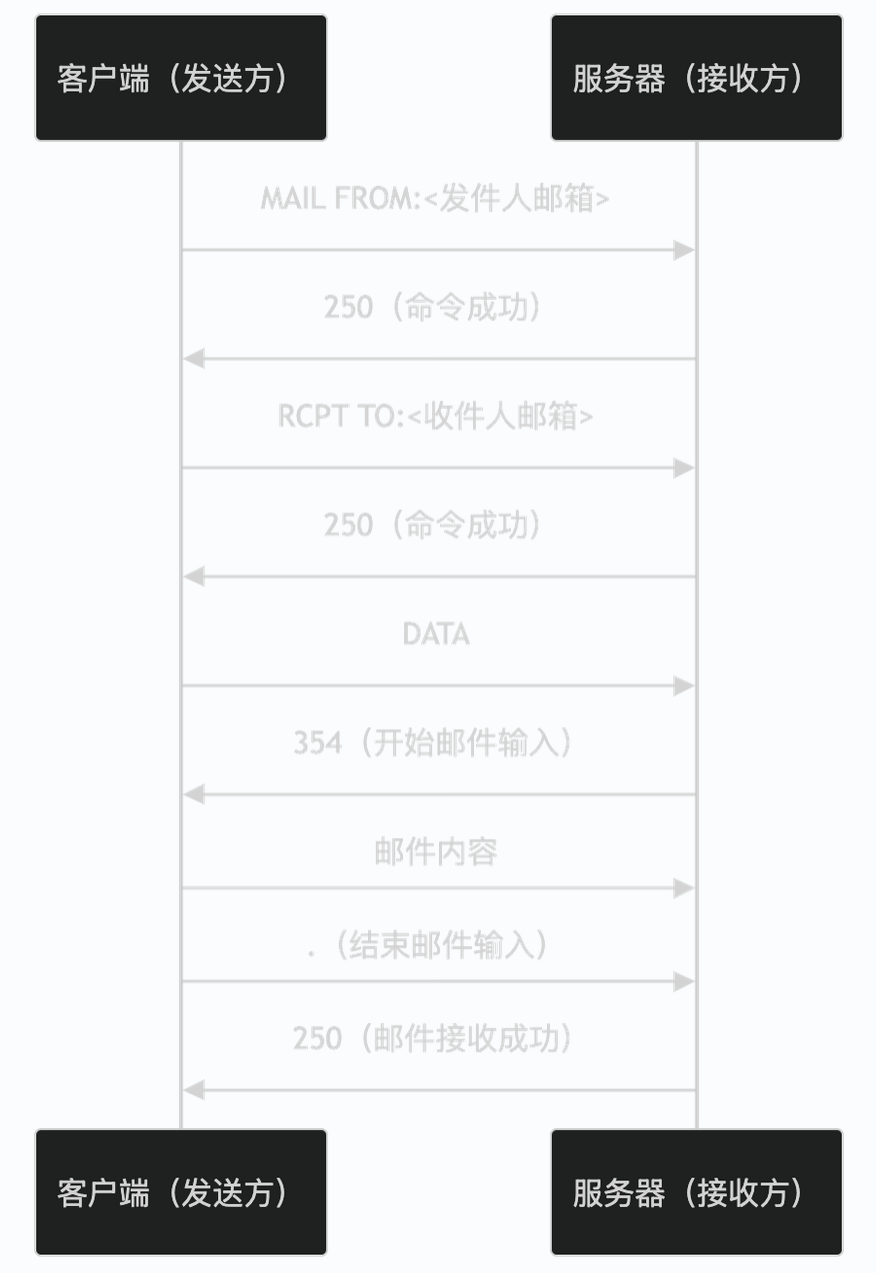 客户端（发送方）
服务器（接收方）
MAIL FROM:<发件人邮箱>
250（命令成功）
RCPT TO:<收件人邮箱>
250（命令成功）
DATA
354（开始邮件输入）
邮件内容
.（结束邮件输入）
250（邮件接收成功）
客户端（发送方）
服务器（接收方）